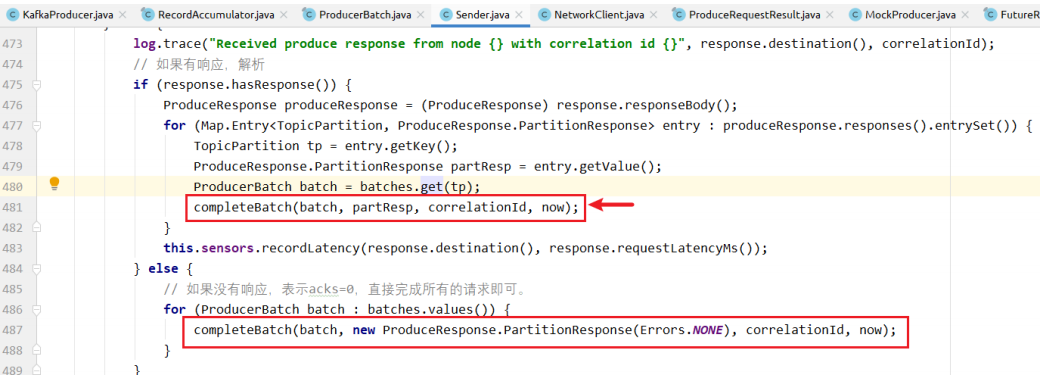 KafkaProducer.java × RecordAccumulator.java × ProducerBatch.java × Sender.java × NetworkClient.java × ProduceRequestResult.java × MockProducer.java × FutureR
473 log.trace("Received produce response from node {} with correlation id {}", response.destination(), correlationId);
474 // 如果有响应，解析
475 if (response.hasResponse()) {
476 ProduceResponse produceResponse = (ProduceResponse) response.responseBody();
477 for (Map.Entry<TopicPartition, ProduceResponse.PartitionResponse> entry : produceResponse.responses().entrySet()) {
478 TopicPartition tp = entry.getKey();
479 ProduceResponse.PartitionResponse partResp = entry.getValue();
480 ProducerBatch batch = batches.get(tp);
481 completeBatch(batch, partResp, correlationId, now);
482 }
483 this.sensors.recordLatency(response.destination(), response.requestLatencyMs());
484 } else {
485 // 如果没有响应，表示acks=0，直接完成所有的请求即可。
486 for (ProducerBatch batch : batches.values()) {
487 completeBatch(batch, new ProduceResponse.PartitionResponse(Errors.NONE), correlationId, now);
488 }
489 }